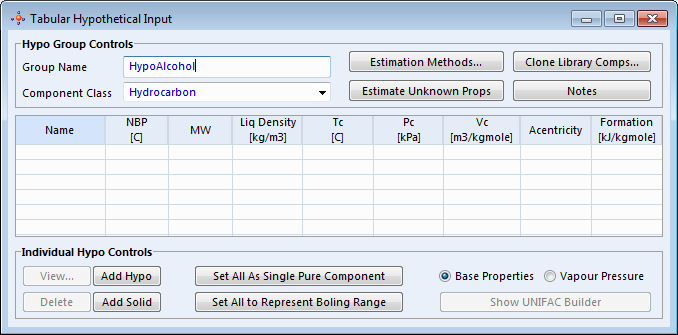 Tabular Hypothetical Input
Hypo Group Controls
Group Name HypoAlcohol Estimation Methods... Clone Library Comps...
Component Class Hydrocarbon Estimate Unknown Props Notes
Name NBP MW Liq Density Tc Pc Vc Acentricity Formation
[C] [kg/m3] [C] [kPa] [m3/kgmole] [kJ/kgmole]
Individual Hypo Controls
View... Add Hypo Set All As Single Pure Component Base Properties Vapour Pressure
Delete Add Solid Set All to Represent Boling Range Show UNIFAC Builder